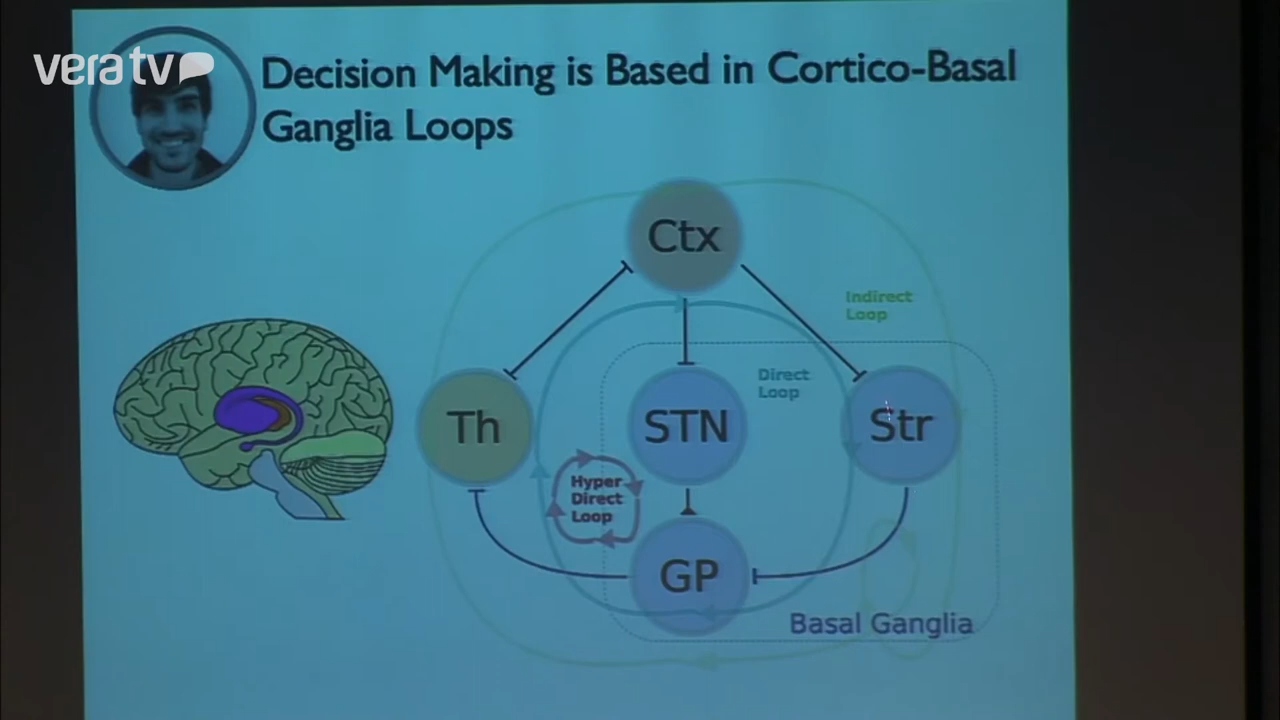 vera tv
Decision Making is Based in Cortico-Basal
Ganglia Loops
Ctx
Indirect
Loop
Direct
Loop
Th
STN
Str
Hyper
Direct
Loop
GP
Basal Ganglia